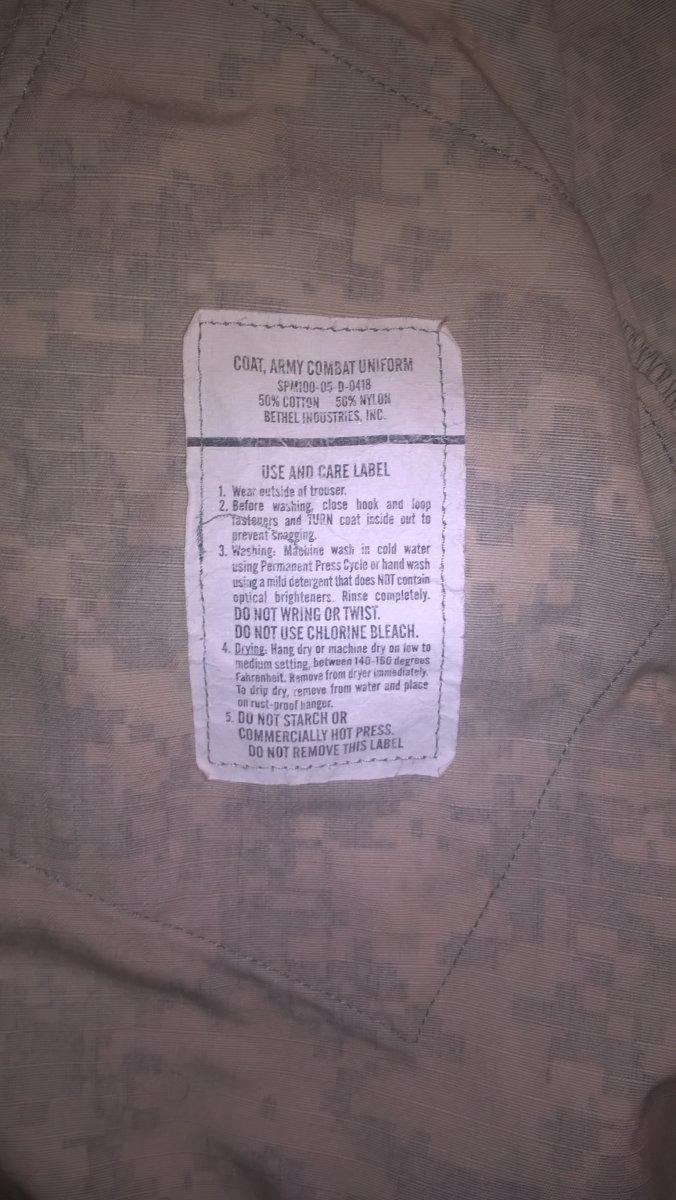 COAT, ARMY COMBAT UNIFORM
SPM100-05-D-0418
50% COTTON 50% NYLON
BETHEL INDUSTRIES, INC.
USE AND CARE LABEL
1. Wear outside of trouser.
2. Before washing, close hook and loop
fasteners and TURN coat inside out to
prevent snagging.
3. Washing: Machine wash in cold water
using Permanent Press Cycle or hand wash
using a mild detergent that does NOT contain
optical brighteners. Rinse completely.
DO NOT WRING OR TWIST.
DO NOT USE CHLORINE BLEACH.
4. Drying: Hang dry or machine dry on low to
medium setting, between 140-150 degrees
Fahrenheit. Remove from dryer immediately.
To drip dry, remove from water and place
on rust-proof hanger.
5. DO NOT STARCH OR
COMMERCIALLY HOT PRESS.
DO NOT REMOVE THIS LABEL